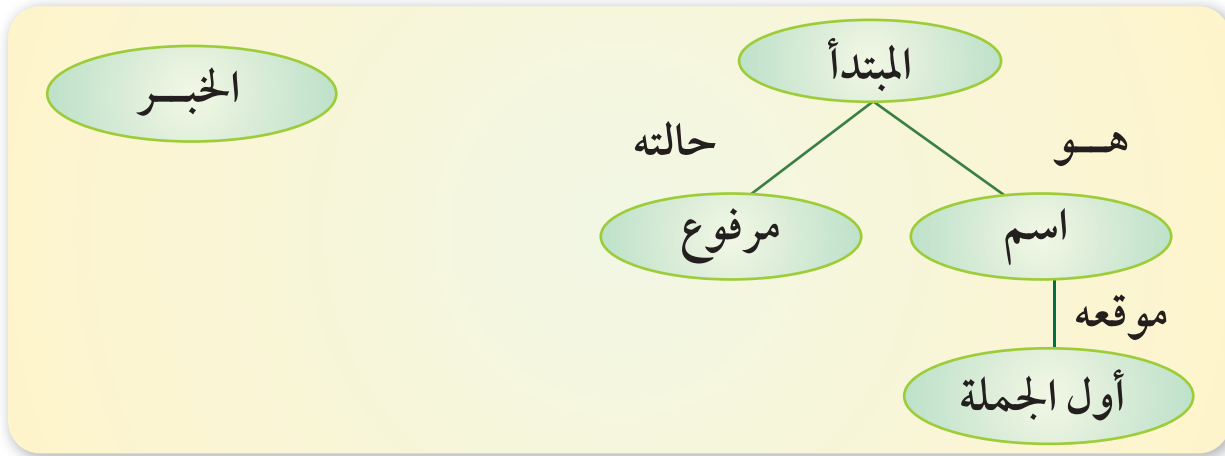 المبتدأ
الخبـــر
هـــو
حالته
اسم
مرفوع
موقعه
أول الجملة